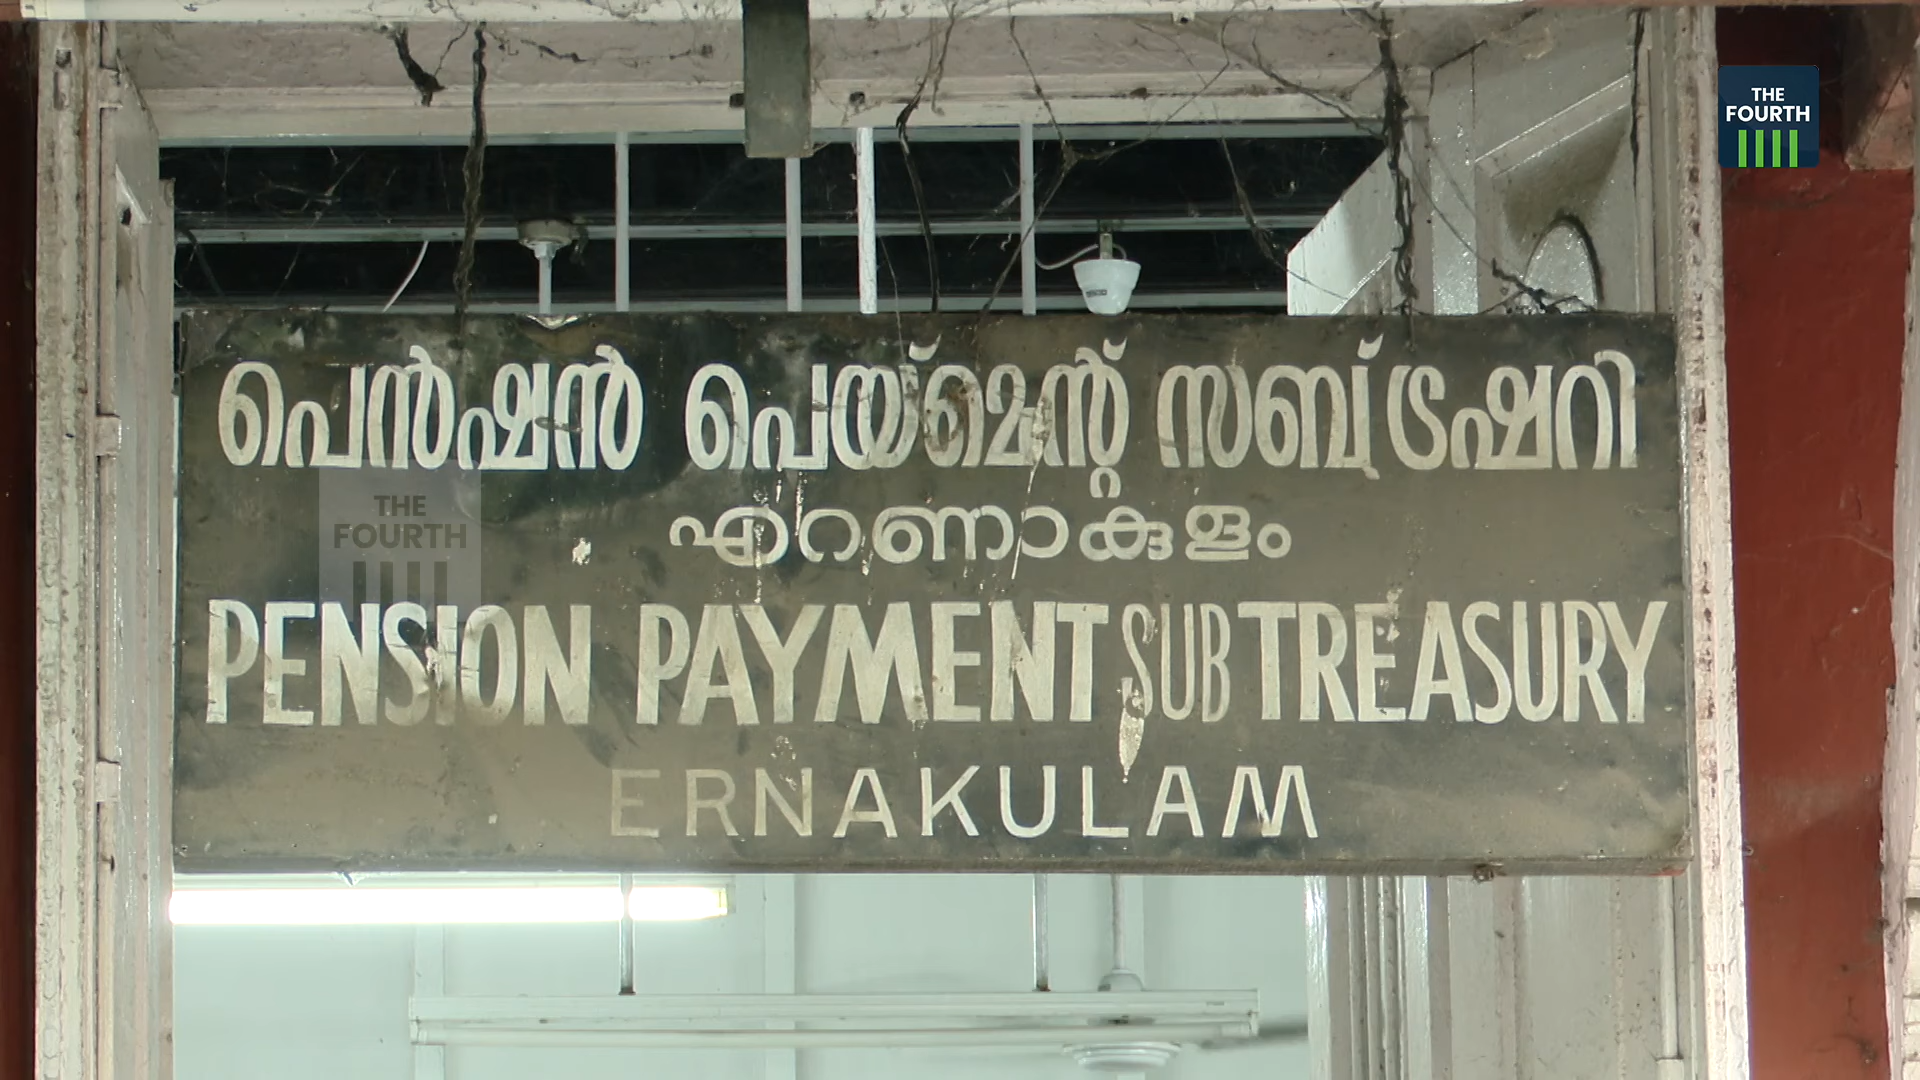 THE
FOURTH
പെൻഷൻ പെയ്മെന്റ് സബ് ട്രഷറി
എറണാകുളം
THE
FOURTH
PENSION PAYMENT SUB TREASURY
ERNAKULAM